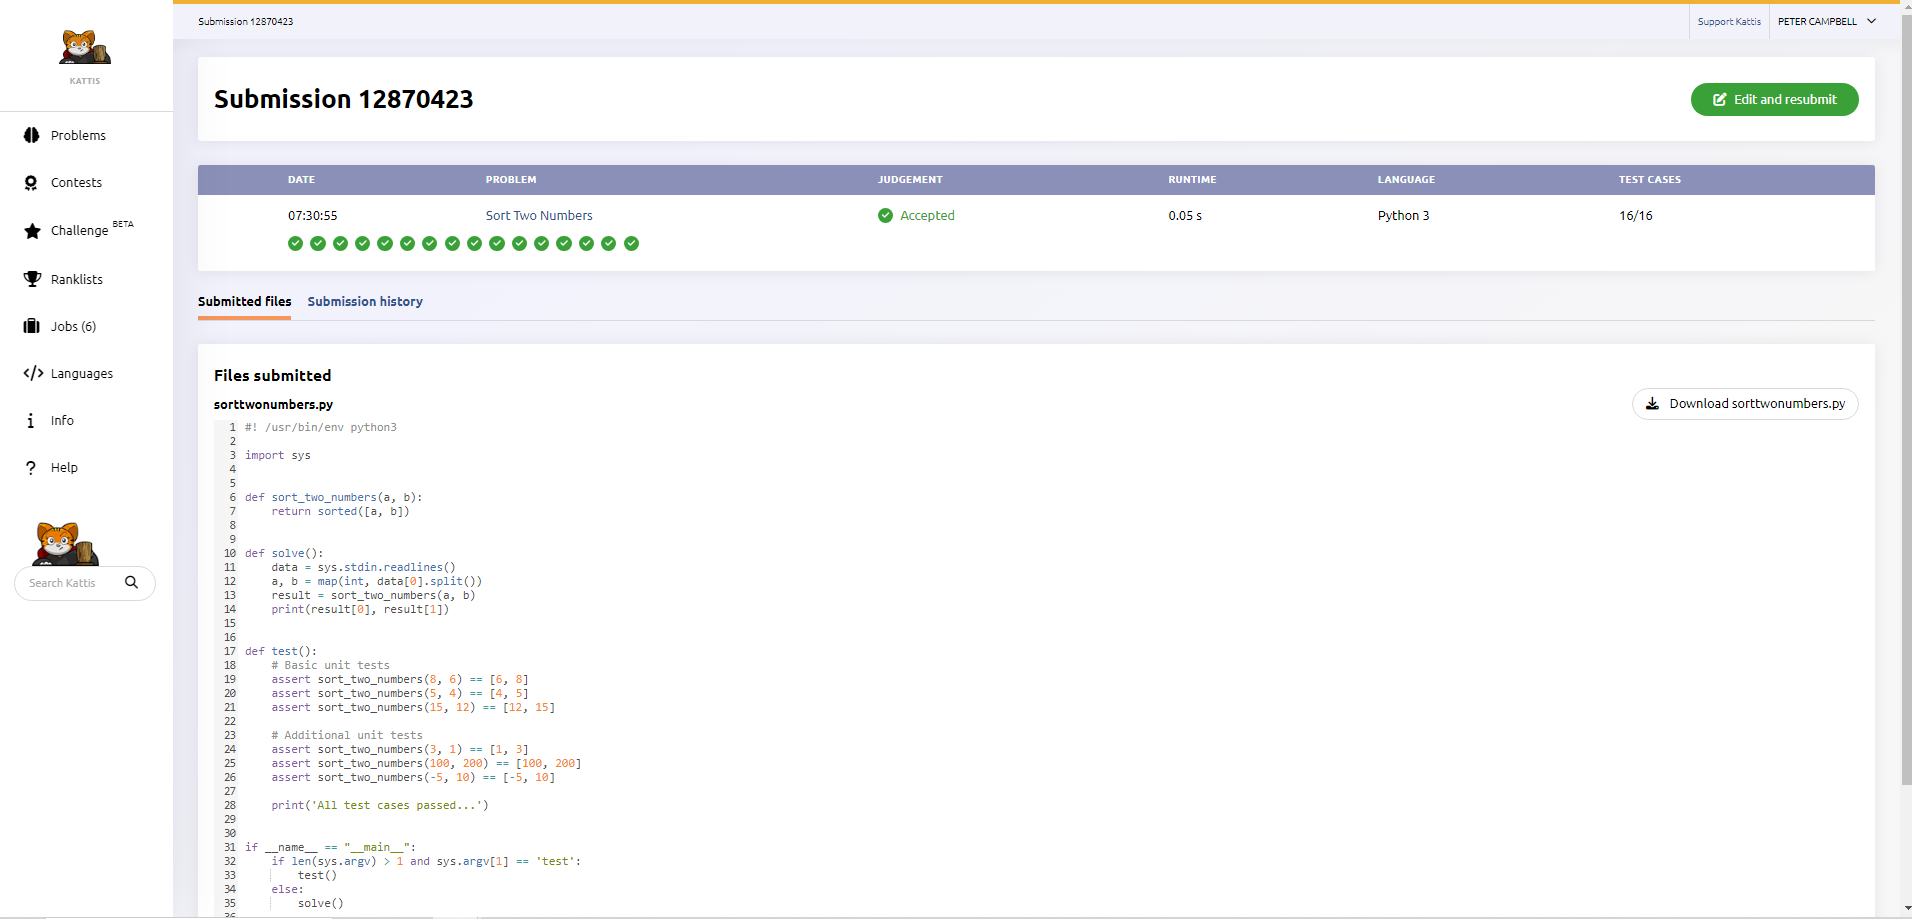 Submission 12870423
Support Kattis
PETER CAMPBELL
KATTIS
Problems
Contests
Challenge BETA
Ranklists
Jobs (6)
Languages
Info
Help
Search Kattis
Submission 12870423
Edit and resubmit
DATE PROBLEM JUDGEMENT RUNTIME LANGUAGE TEST CASES
07:30:55 Sort Two Numbers Accepted 0.05 s Python 3 16/16
Submitted files Submission history
Files submitted
sorttwonumbers.py
Download sorttwonumbers.py
1 #! /usr/bin/env python3
2
3 import sys
4
5
6 def sort_two_numbers(a, b):
7     return sorted([a, b])
8
9
10 def solve():
11     data = sys.stdin.readlines()
12     a, b = map(int, data[0].split())
13     result = sort_two_numbers(a, b)
14     print(result[0], result[1])
15
16
17 def test():
18     # Basic unit tests
19     assert sort_two_numbers(8, 6) == [6, 8]
20     assert sort_two_numbers(5, 4) == [4, 5]
21     assert sort_two_numbers(15, 12) == [12, 15]
22
23     # Additional unit tests
24     assert sort_two_numbers(3, 1) == [1, 3]
25     assert sort_two_numbers(100, 200) == [100, 200]
26     assert sort_two_numbers(-5, 10) == [-5, 10]
27
28     print('All test cases passed...')
29
30
31 if __name__ == "__main__":
32     if len(sys.argv) > 1 and sys.argv[1] == 'test':
33         test()
34     else:
35         solve()
36